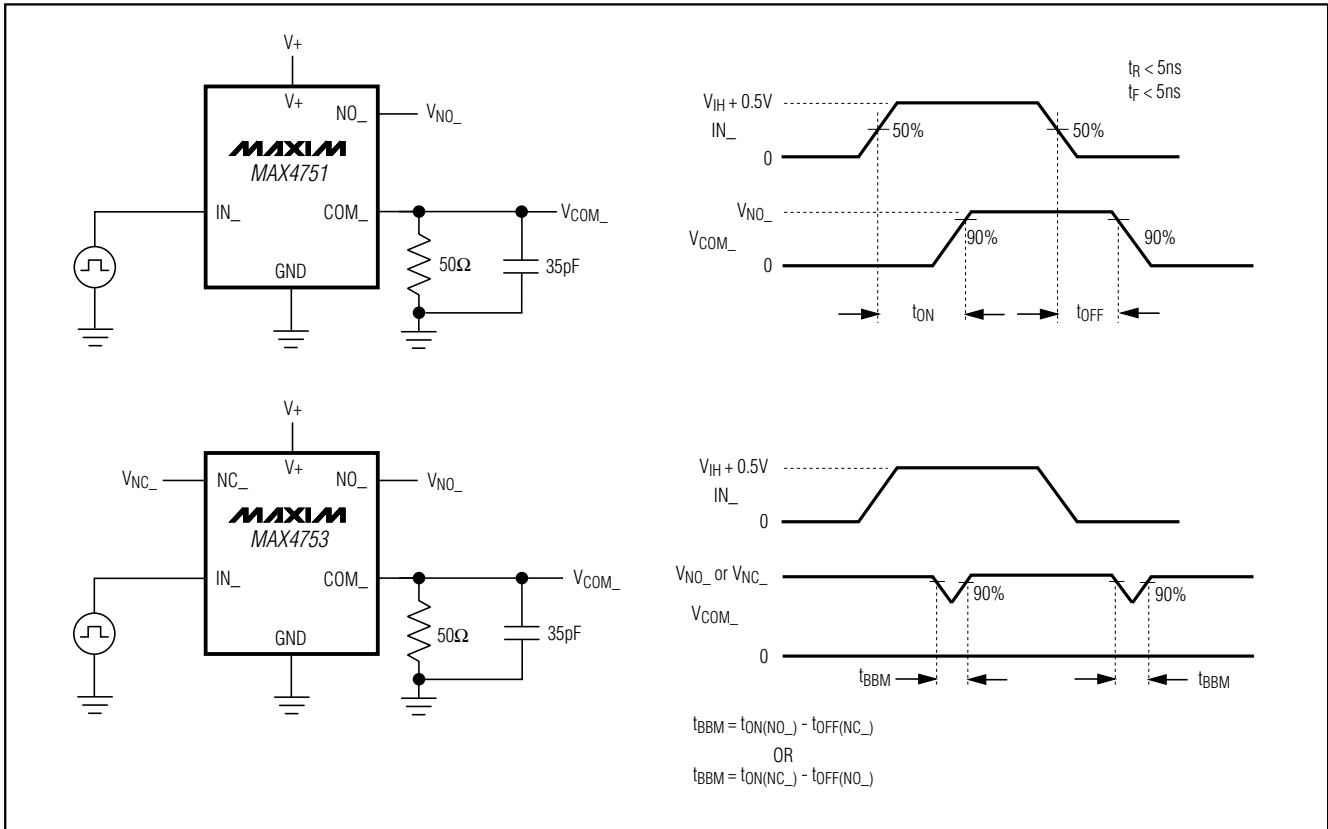 V+
V+
NO_
V_NO_
MAXIM
MAX4751
IN_
COM_
V_COM_
50Ω
35pF
GND
t_R < 5ns
t_F < 5ns
V_IH + 0.5V
IN_
50%
50%
0
V_NO_
V_COM_
90%
90%
0
t_ON
t_OFF
V+
V_NC_
NC_
V+
NO_
V_NO_
MAXIM
MAX4753
IN_
COM_
V_COM_
50Ω
35pF
GND
V_IH + 0.5V
IN_
0
V_NO_ or V_NC_
90%
90%
V_COM_
0
t_BBM
t_BBM
t_BBM = t_ON(NO_) - t_OFF(NC_)
OR
t_BBM = t_ON(NC_) - t_OFF(NO_)